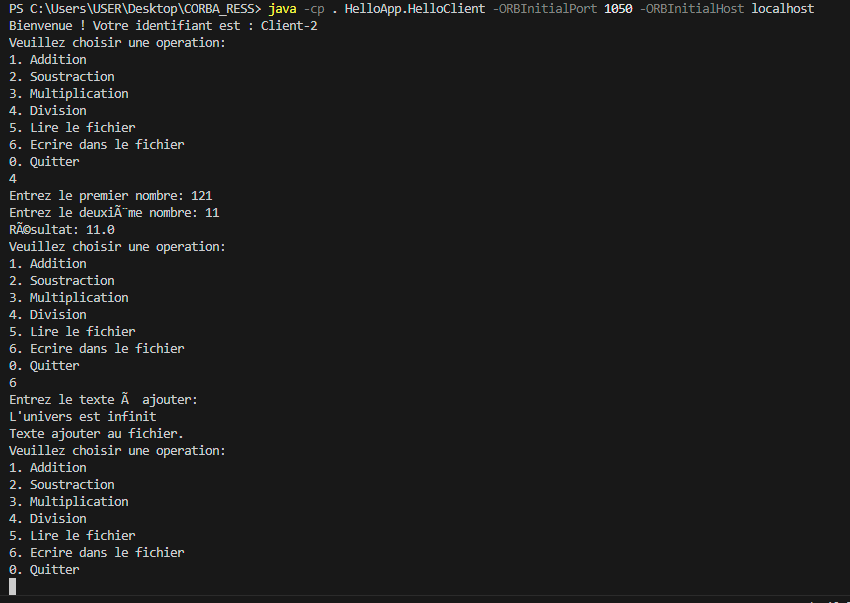 PS C:\Users\USER\Desktop\CORBA_RESS> java -cp . HelloApp.HelloClient -ORBInitialPort 1050 -ORBInitialHost localhost
Bienvenue ! Votre identifiant est : Client-2
Veuillez choisir une operation:
1. Addition
2. Soustraction
3. Multiplication
4. Division
5. Lire le fichier
6. Ecrire dans le fichier
0. Quitter
4
Entrez le premier nombre: 121
Entrez le deuxiÃ¨me nombre: 11
RÃ©sultat: 11.0
Veuillez choisir une operation:
1. Addition
2. Soustraction
3. Multiplication
4. Division
5. Lire le fichier
6. Ecrire dans le fichier
0. Quitter
6
Entrez le texte Ã  ajouter:
L'univers est infinit
Texte ajouter au fichier.
Veuillez choisir une operation:
1. Addition
2. Soustraction
3. Multiplication
4. Division
5. Lire le fichier
6. Ecrire dans le fichier
0. Quitter